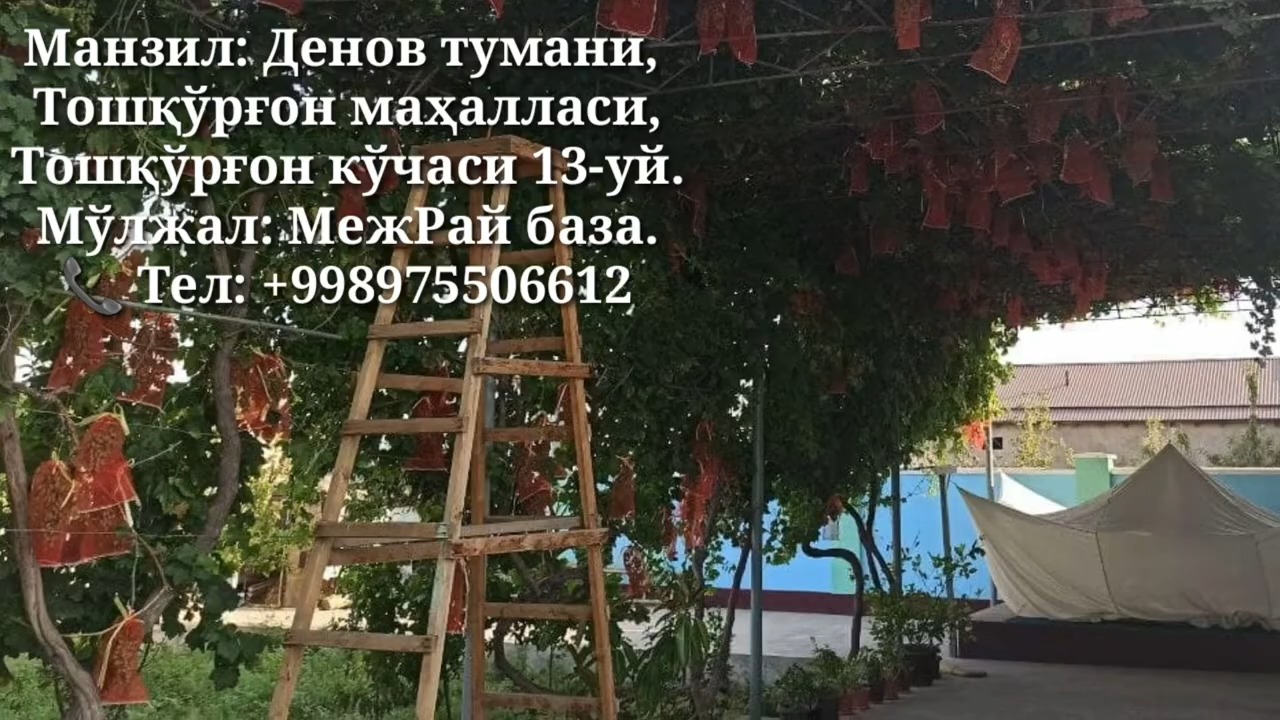 Манзил: Денов тумани,
Тошқўрғон маҳалласи,
Тошқўрғон кўчаси 13-уй.
Мўлжал: МежРай база.
📞 Тел: +998975506612